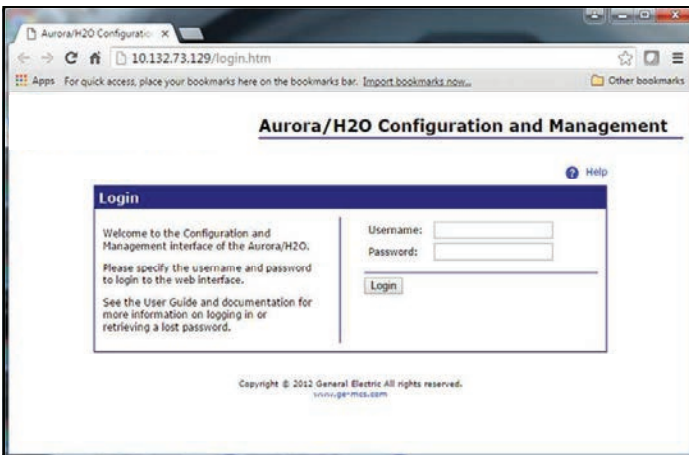 Aurora/H2O Configuratio
10.132.73.129/login.htm
Apps For quick access, place your bookmarks here on the bookmarks bar. Import bookmarks now...
Other bookmarks
Aurora/H2O Configuration and Management
Help
Login
Welcome to the Configuration and
Management interface of the Aurora/H2O.
Please specify the username and password
to login to the web interface.
See the User Guide and documentation for
more information on logging in or
retrieving a lost password.
Username:
Password:
Login
Copyright © 2012 General Electric All rights reserved.
www.ge-mcs.com